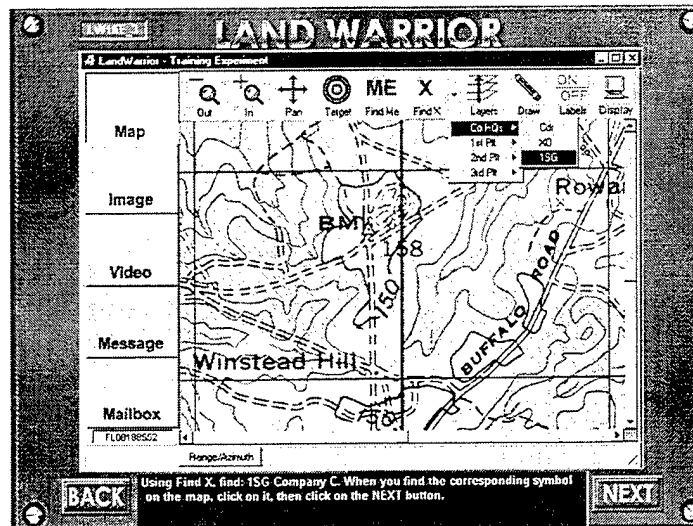 LAND WARRIOR
LandWarrior - Training Experiment
Out
In
Pan
Target
ME
Find Me
X
Find X
Layers
Draw
ON
OFF
Labels
Display
Map
Image
Video
Message
Mailbox
Co HQs
1st Plt
2nd Plt
3rd Plt
Cdr
XO
1SG
BM
158
150
Winstead Hill
BUFFALO ROAD
Range/Azimuth
BACK
Using Find X, find: 1SG Company C. When you find the corresponding symbol
on the map, click on it, then click on the NEXT button.
NEXT